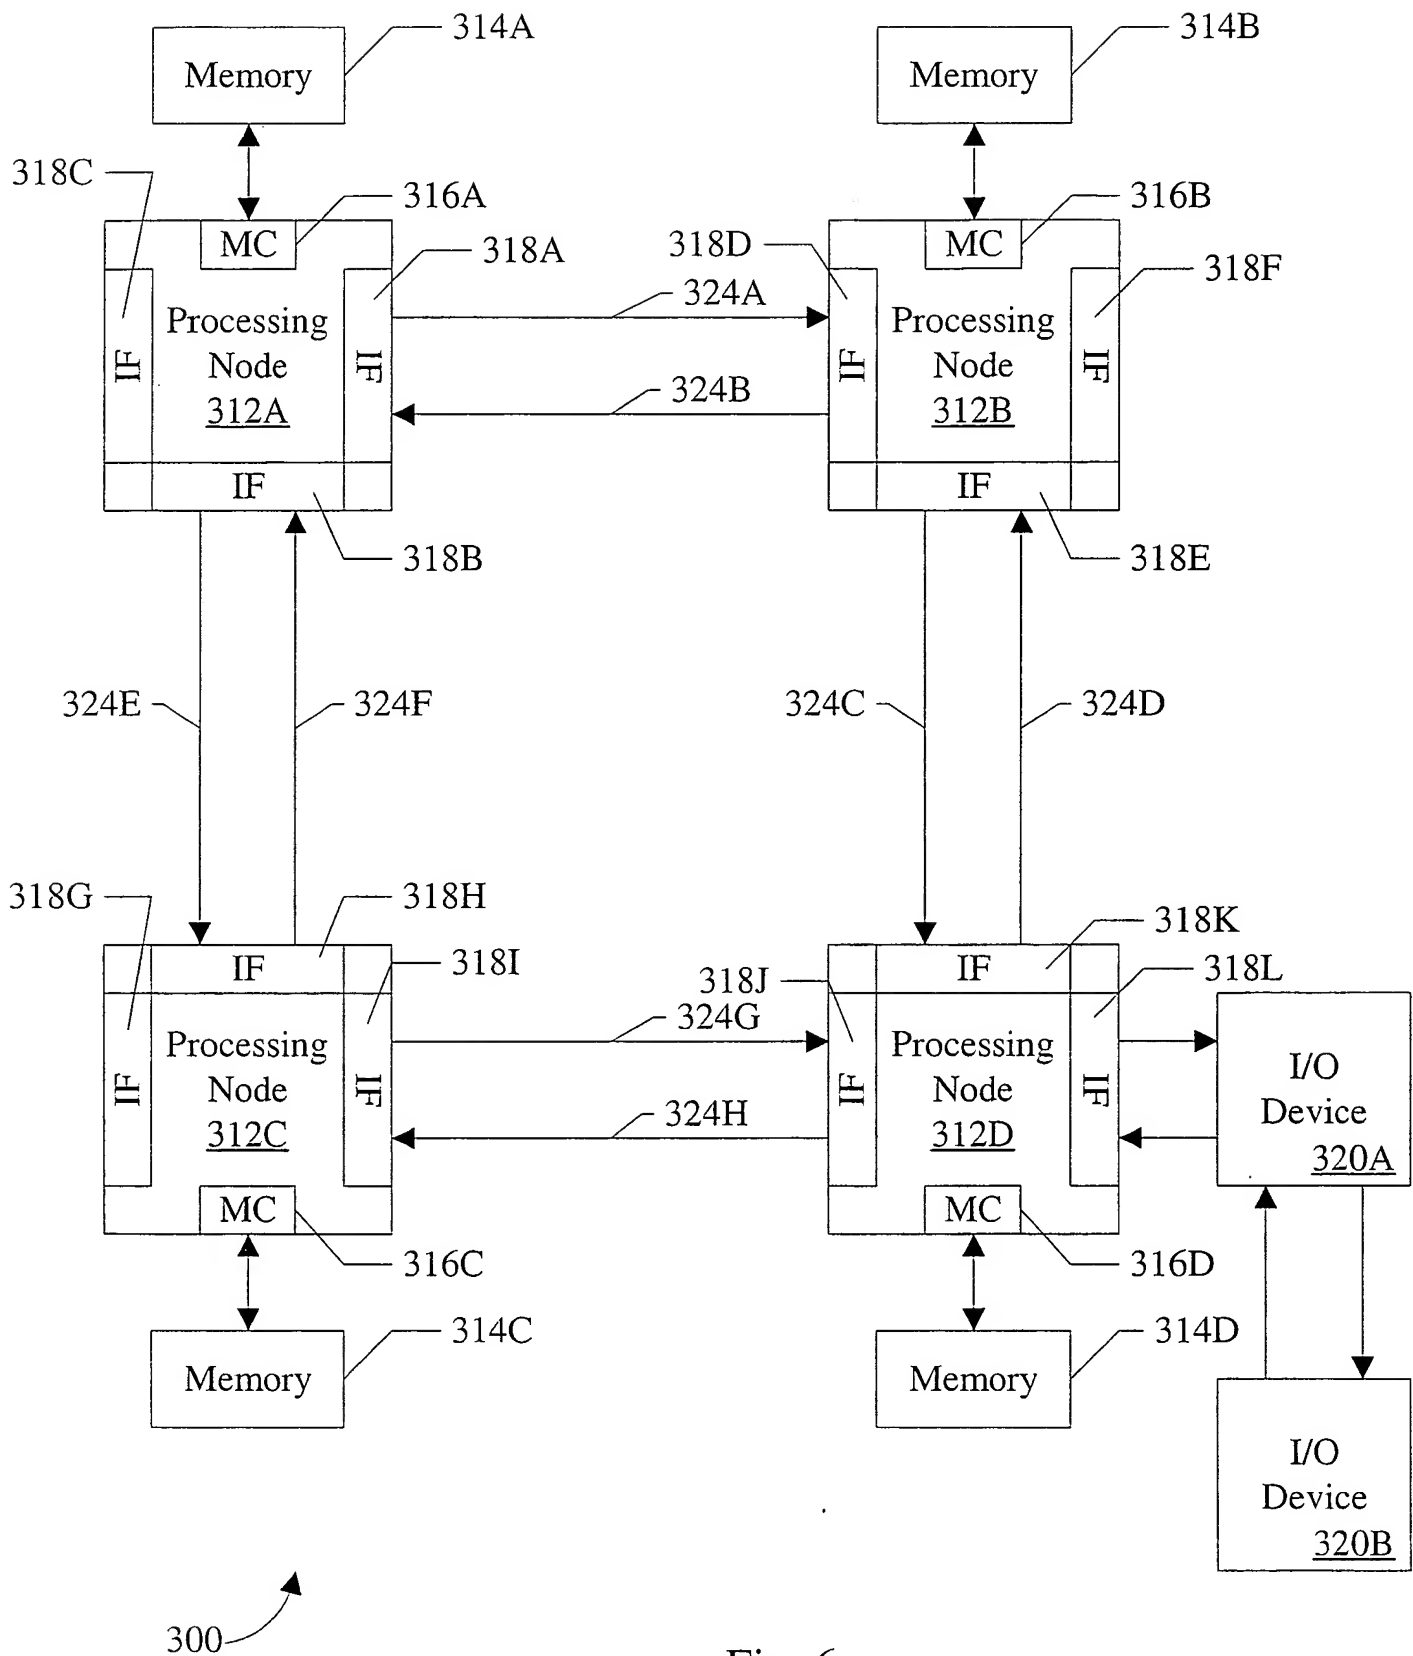 314A
Memory
314B
Memory
318C
316A
MC
318A
316B
MC
318D
318F
324A
Processing
Node
312A
IF
IF
324B
Processing
Node
312B
IF
IF
IF
318B
IF
318E
324E
324F
324C
324D
318G
318H
IF
318I
318K
IF
318J
318L
324G
Processing
Node
312C
IF
IF
324H
Processing
Node
312D
IF
IF
I/O
Device
320A
MC
316C
MC
316D
314C
Memory
314D
Memory
I/O
Device
320B
300
Fig. 6